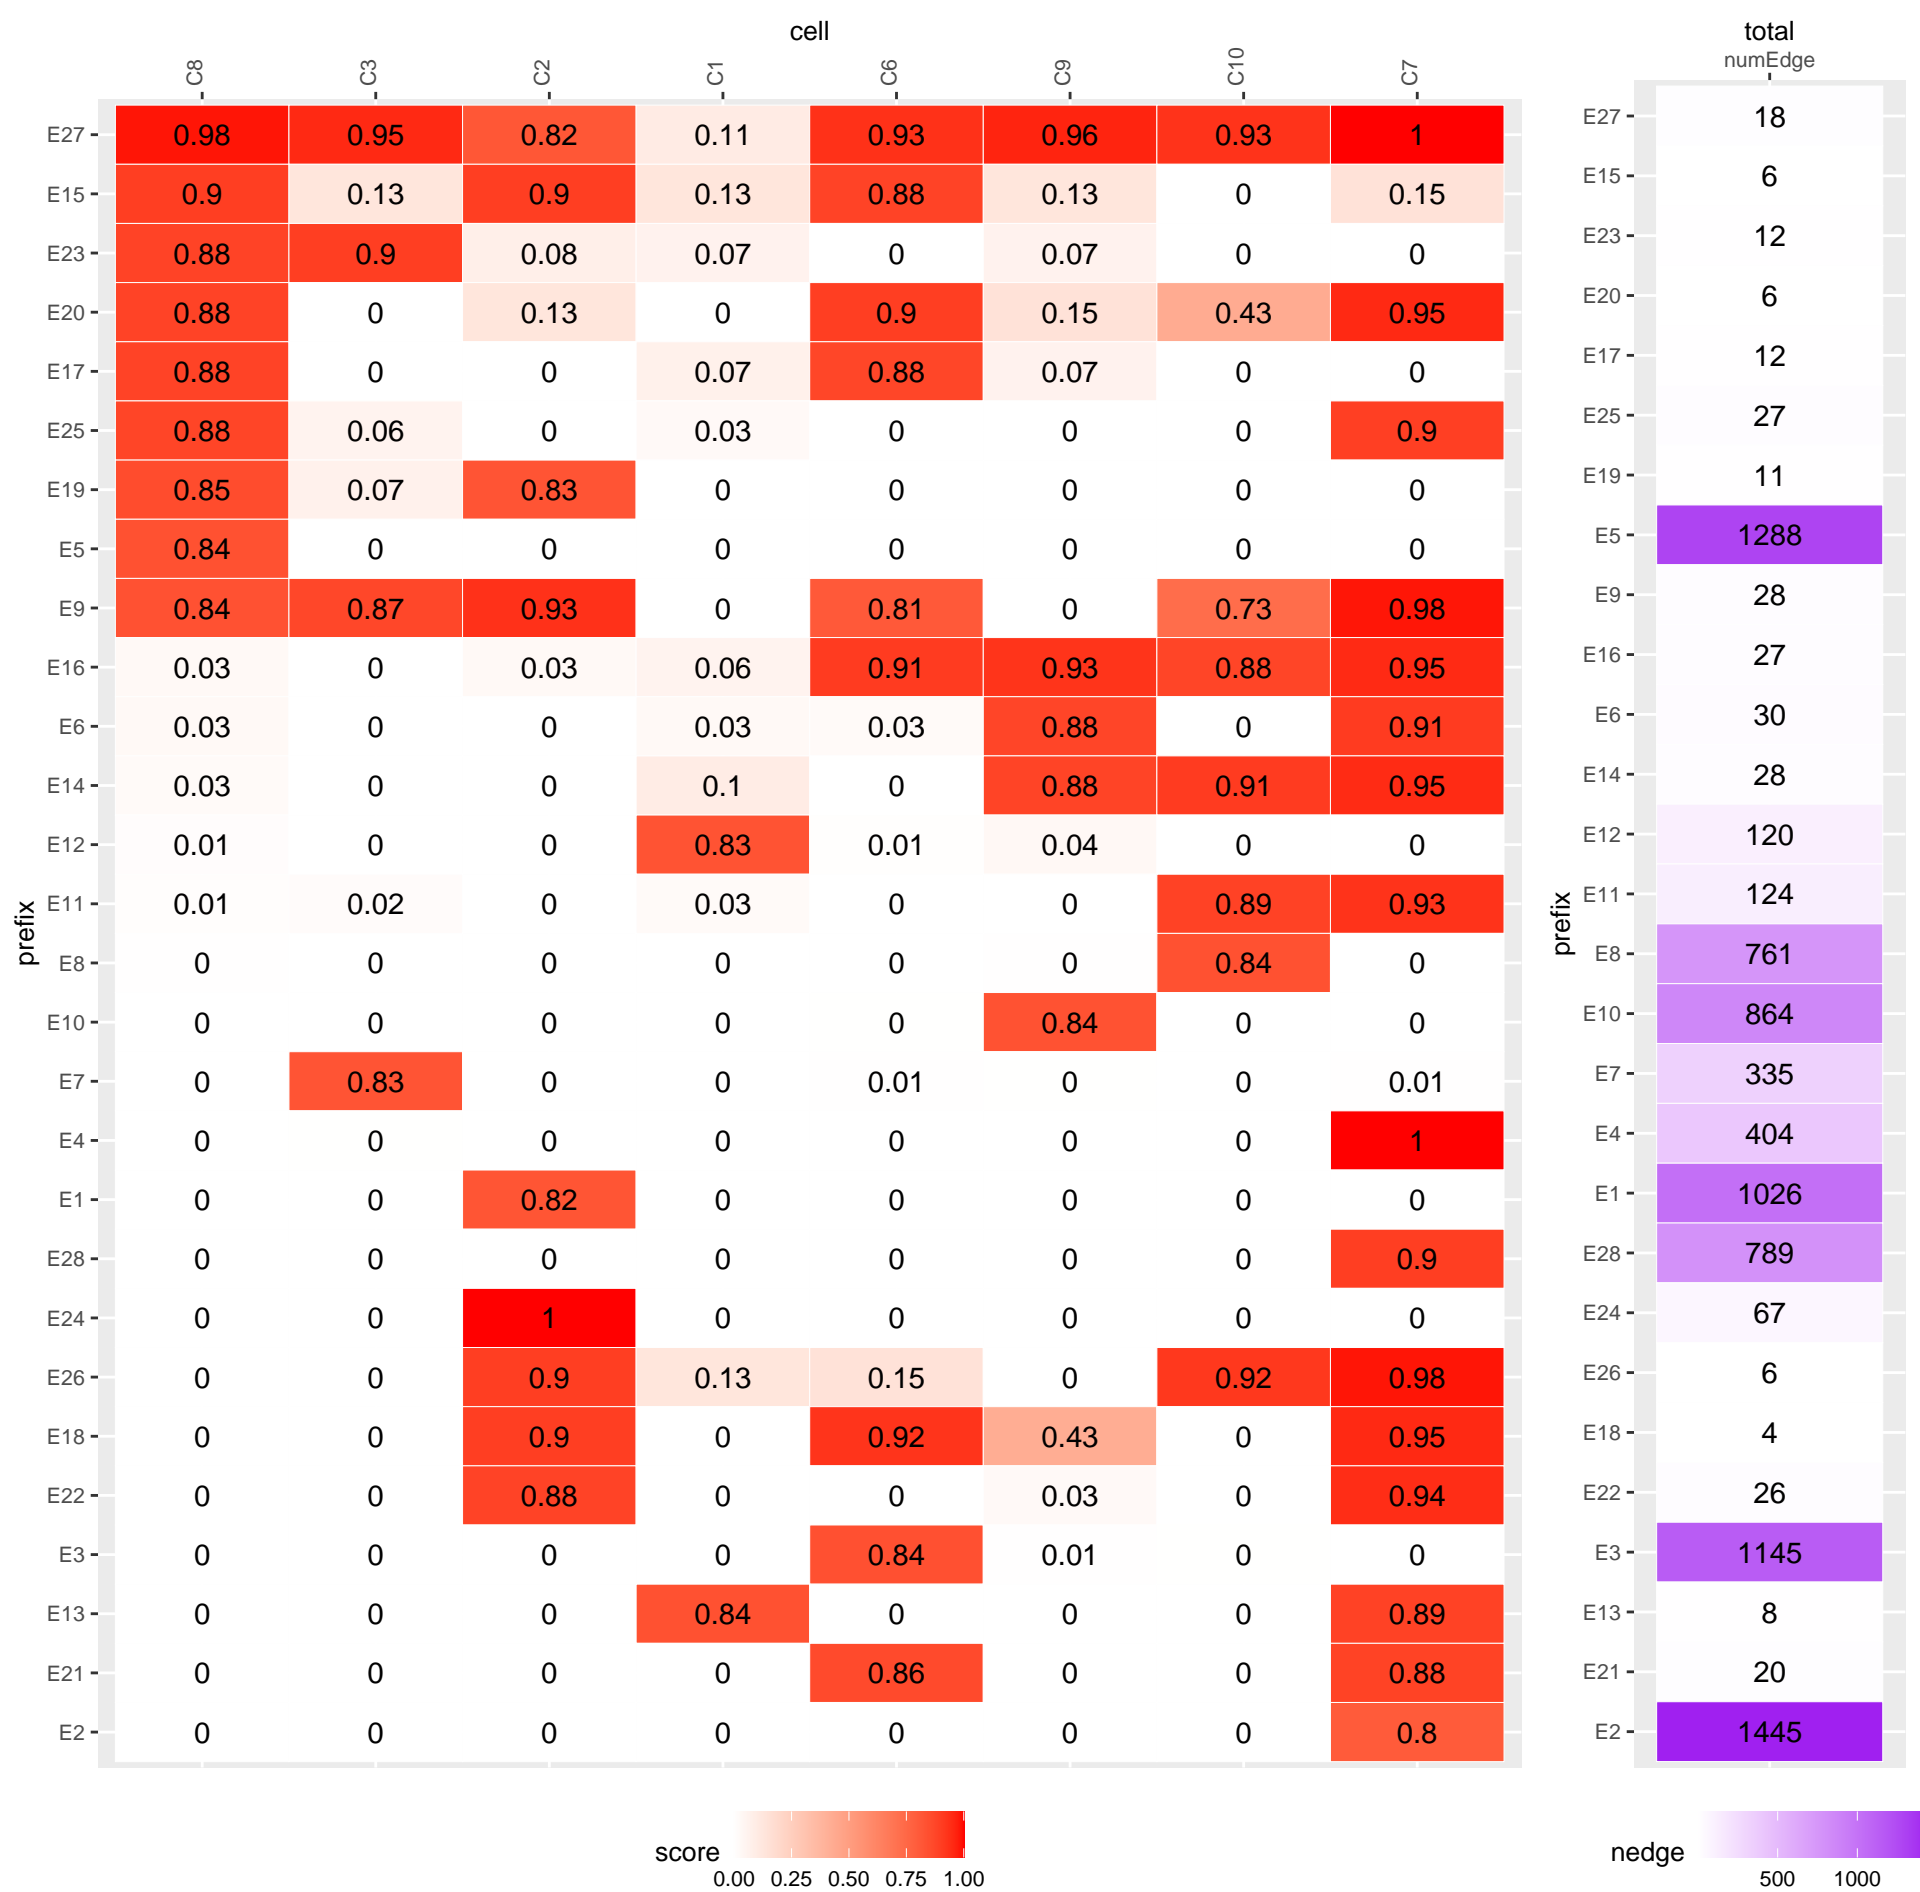 cell
C8 C3 C2 C1 C6 C9 C10 C7
E27 0.98 0.95 0.82 0.11 0.93 0.96 0.93 1
E15 0.9 0.13 0.9 0.13 0.88 0.13 0 0.15
E23 0.88 0.9 0.08 0.07 0 0.07 0 0
E20 0.88 0 0.13 0 0.9 0.15 0.43 0.95
E17 0.88 0 0 0.07 0.88 0.07 0 0
E25 0.88 0.06 0 0.03 0 0 0 0.9
E19 0.85 0.07 0.83 0 0 0 0 0
E5 0.84 0 0 0 0 0 0 0
E9 0.84 0.87 0.93 0 0.81 0 0.73 0.98
E16 0.03 0 0.03 0.06 0.91 0.93 0.88 0.95
E6 0.03 0 0 0.03 0.03 0.88 0 0.91
E14 0.03 0 0 0.1 0 0.88 0.91 0.95
E12 0.01 0 0 0.83 0.01 0.04 0 0
E11 0.01 0.02 0 0.03 0 0 0.89 0.93
E8 0 0 0 0 0 0 0.84 0
E10 0 0 0 0 0 0.84 0 0
E7 0 0.83 0 0 0.01 0 0 0.01
E4 0 0 0 0 0 0 0 1
E1 0 0 0.82 0 0 0 0 0
E28 0 0 0 0 0 0 0 0.9
E24 0 0 1 0 0 0 0 0
E26 0 0 0.9 0.13 0.15 0 0.92 0.98
E18 0 0 0.9 0 0.92 0.43 0 0.95
E22 0 0 0.88 0 0 0.03 0 0.94
E3 0 0 0 0 0.84 0.01 0 0
E13 0 0 0 0.84 0 0 0 0.89
E21 0 0 0 0 0.86 0 0 0.88
E2 0 0 0 0 0 0 0 0.8
prefix
score
0.00 0.25 0.50 0.75 1.00
total
numEdge
E27 18
E15 6
E23 12
E20 6
E17 12
E25 27
E19 11
E5 1288
E9 28
E16 27
E6 30
E14 28
E12 120
E11 124
E8 761
E10 864
E7 335
E4 404
E1 1026
E28 789
E24 67
E26 6
E18 4
E22 26
E3 1145
E13 8
E21 20
E2 1445
prefix
nedge
500 1000